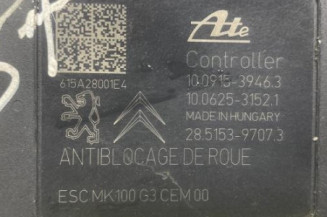 Ate
Controller
615A28001E4
10.0915-3946.3
10.0625-3152.1
MADE IN HUNGARY
28.5153-9707.3
ANTIBLOCAGE DE ROUE
ESC MK100 G3 CEM 00